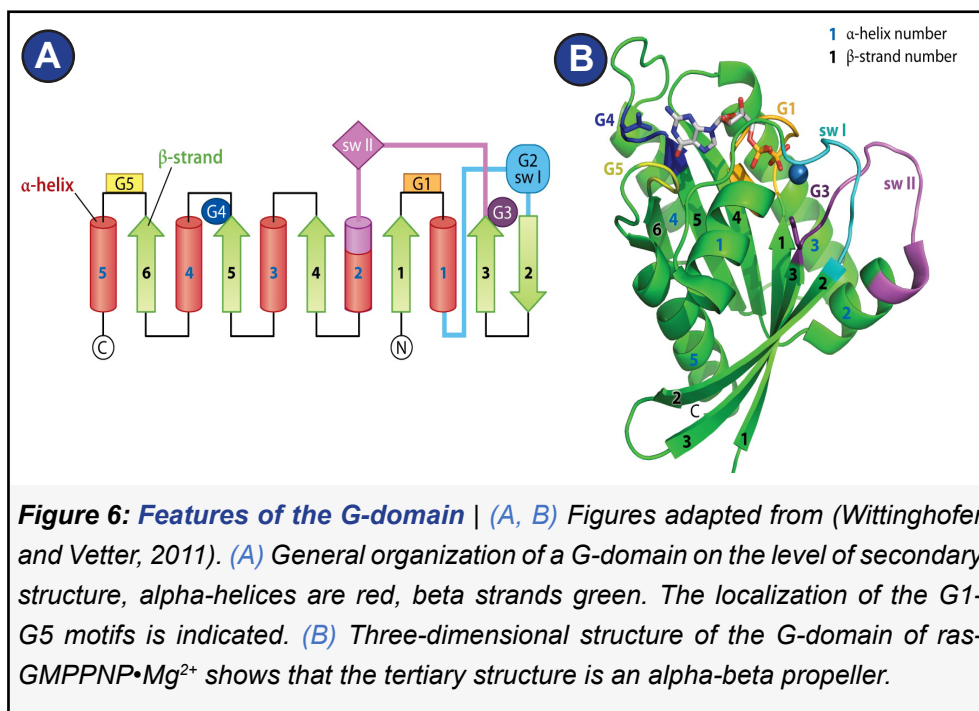 A
B
1 α-helix number
1 β-strand number
sw II
G2
sw I
β-strand
α-helix
G5
G4
G1
G3
5
6
4
5
3
4
2
1
1
3
2
C
N
G4
G1
sw I
G5
G3
sw II
6
4
5
4
1
1
3
3
2
2
5
2
C
3
1
Figure 6: Features of the G-domain | (A, B) Figures adapted from (Wittinghofer
and Vetter, 2011). (A) General organization of a G-domain on the level of secondary
structure, alpha-helices are red, beta strands green. The localization of the G1-
G5 motifs is indicated. (B) Three-dimensional structure of the G-domain of ras-
GMPPNP•Mg²⁺ shows that the tertiary structure is an alpha-beta propeller.